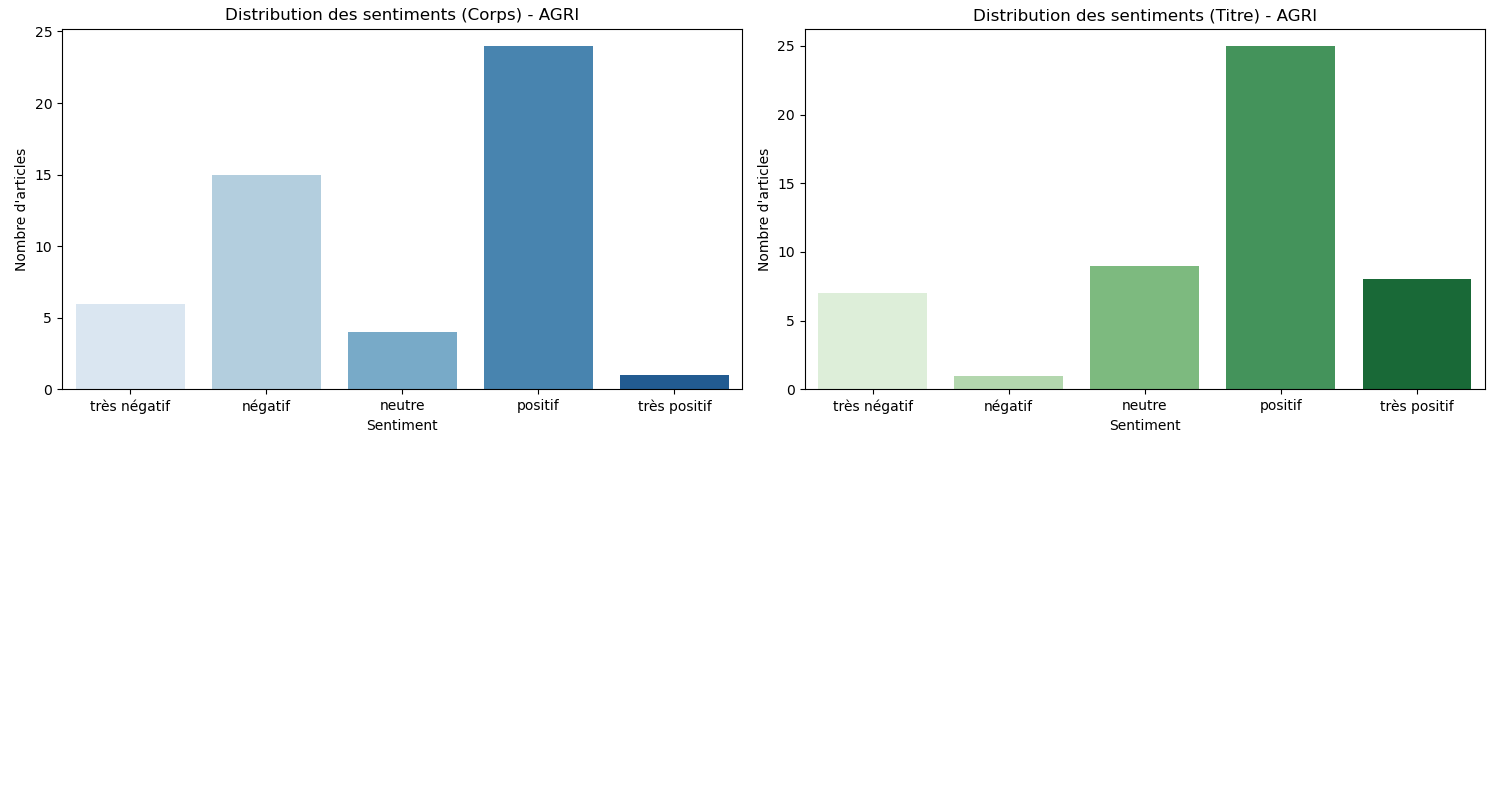 Distribution des sentiments (Corps) - AGRI
Nombre d'articles
25
20
15
10
5
0
très négatif
négatif
neutre
positif
très positif
Sentiment
Distribution des sentiments (Titre) - AGRI
Nombre d'articles
25
20
15
10
5
0
très négatif
négatif
neutre
positif
très positif
Sentiment